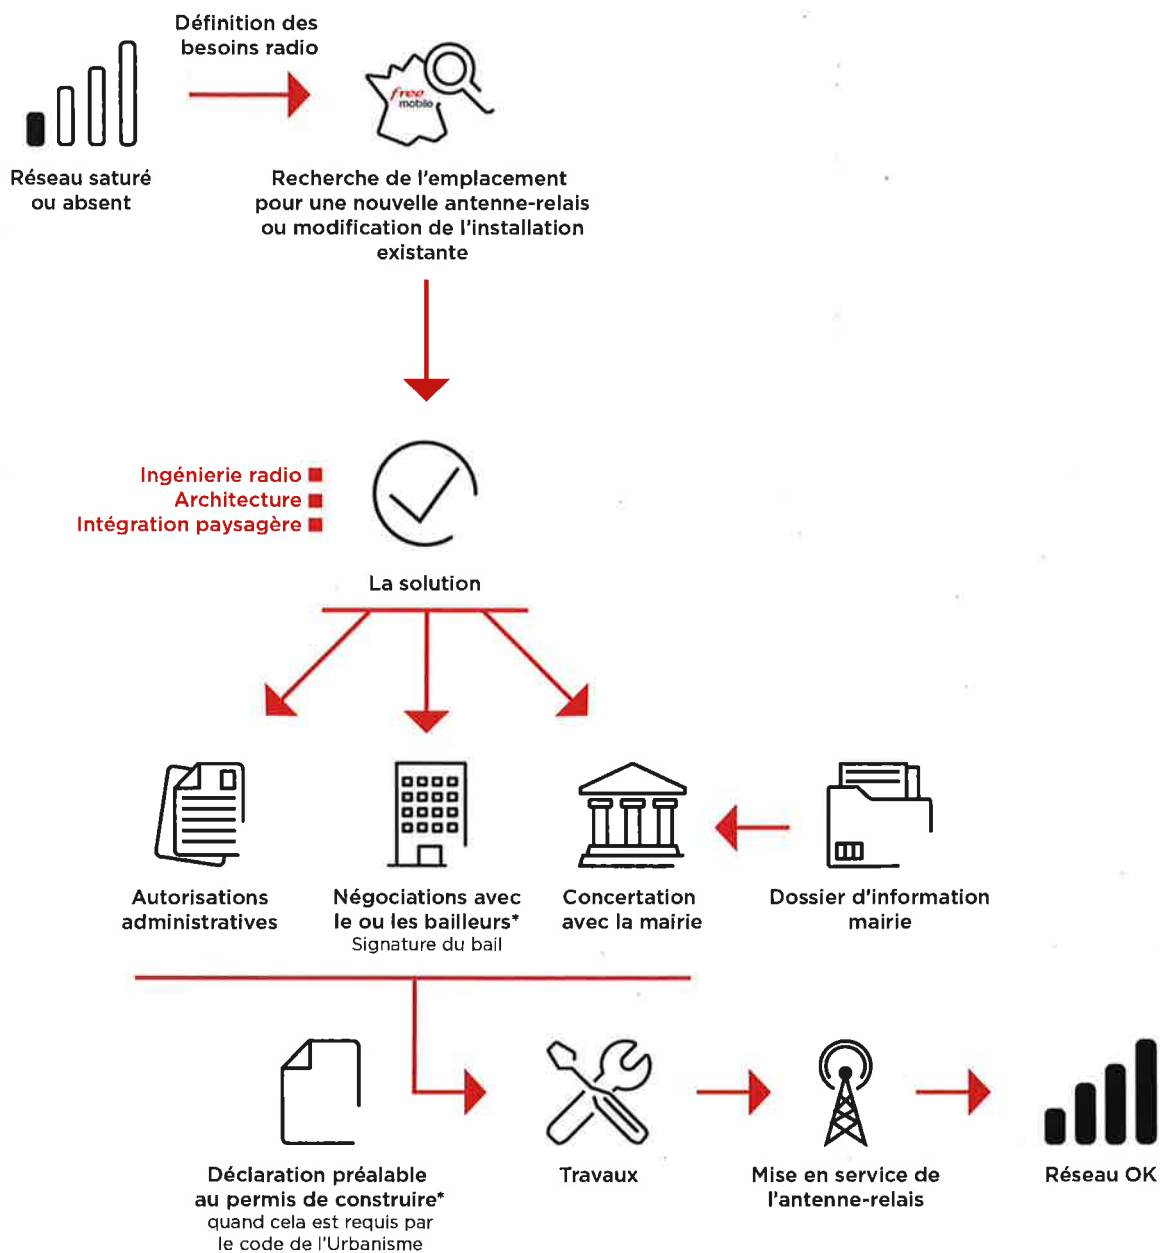 Définition des
besoins radio
free
mobile
Réseau saturé
ou absent
Recherche de l'emplacement
pour une nouvelle antenne-relais
ou modification de l'installation
existante
Ingénierie radio
Architecture
Intégration paysagère
La solution
Autorisations
administratives
Négociations avec
le ou les bailleurs*
Signature du bail
Concertation
avec la mairie
Dossier d'information
mairie
Déclaration préalable
au permis de construire*
quand cela est requis par
le code de l'Urbanisme
Travaux
Mise en service de
l'antenne-relais
Réseau OK